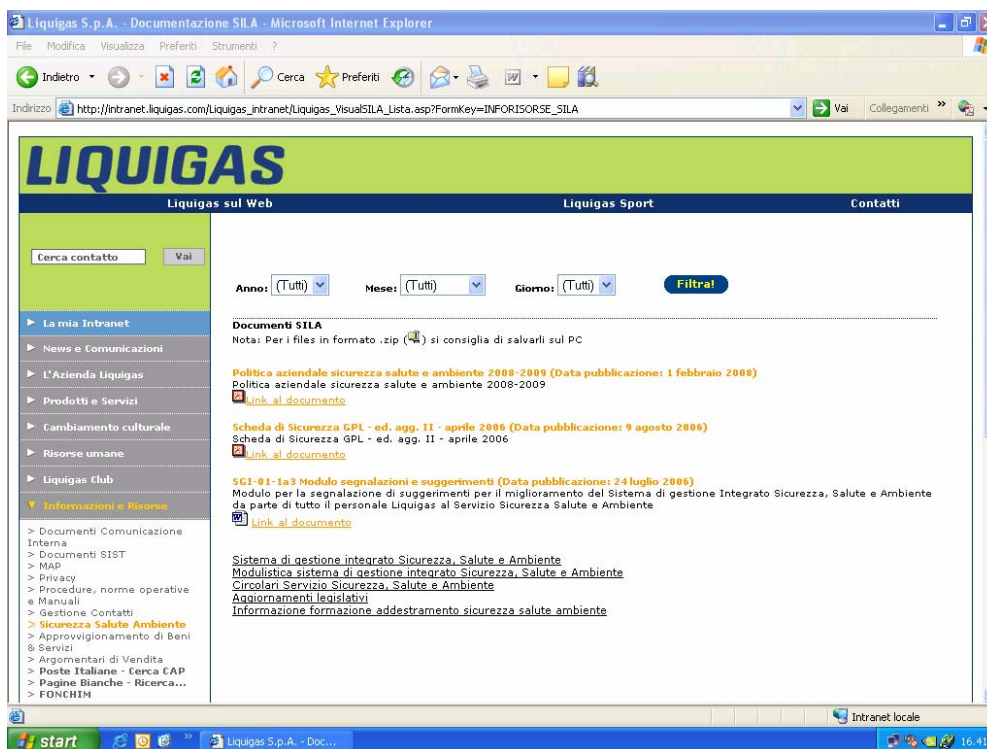 Liquigas S.p.A. - Documentazione SILA - Microsoft Internet Explorer
File Modifica Visualizza Preferiti Strumenti ?
Indietro Cerca Preferiti
Indirizzo http://intranet.liquigas.com/Liquigas_intranet/Liquigas_VisualSILA_Lista.asp?FormKey=INFORISORSE_SILA Vai Collegamenti »
LIQUIGAS
Liquigas sul Web Liquigas Sport Contatti
Cerca contatto Vai
Anno: (Tutti) Mese: (Tutti) Giorno: (Tutti) Filtra!
La mia Intranet
News e Comunicazioni
L'Azienda Liquigas
Prodotti e Servizi
Cambiamento culturale
Risorse umane
Liquigas Club
Informazioni e Risorse
> Documenti Comunicazione
Interna
> Documenti SIST
> MAP
> Privacy
> Procedure, norme operative
e Manuali
> Gestione Contatti
> Sicurezza Salute Ambiente
> Approvvigionamento di Beni
& Servizi
> Argomentari di Vendita
> Poste Italiane - Cerca CAP
> Pagine Bianche - Ricerca...
> FONCHIM
Documenti SILA
Nota: Per i files in formato .zip ( ) si consiglia di salvarli sul PC
Politica aziendale sicurezza salute e ambiente 2008-2009 (Data pubblicazione: 1 febbraio 2008)
Politica aziendale sicurezza salute e ambiente 2008-2009
Link al documento
Scheda di Sicurezza GPL - ed. agg. II - aprile 2006 (Data pubblicazione: 9 agosto 2006)
Scheda di Sicurezza GPL - ed. agg. II - aprile 2006
Link al documento
SGI-01-1a3 Modulo segnalazioni e suggerimenti (Data pubblicazione: 24 luglio 2006)
Modulo per la segnalazione di suggerimenti per il miglioramento del Sistema di gestione Integrato Sicurezza, Salute e Ambiente
da parte di tutto il personale Liquigas al Servizio Sicurezza Salute e Ambiente
Link al documento
Sistema di gestione integrato Sicurezza, Salute e Ambiente
Modulistica sistema di gestione integrato Sicurezza, Salute e Ambiente
Circolari Servizio Sicurezza, Salute e Ambiente
Aggiornamenti legislativi
Informazione formazione addestramento sicurezza salute ambiente
Intranet locale
start » Liquigas S.p.A. - Doc... 16.41